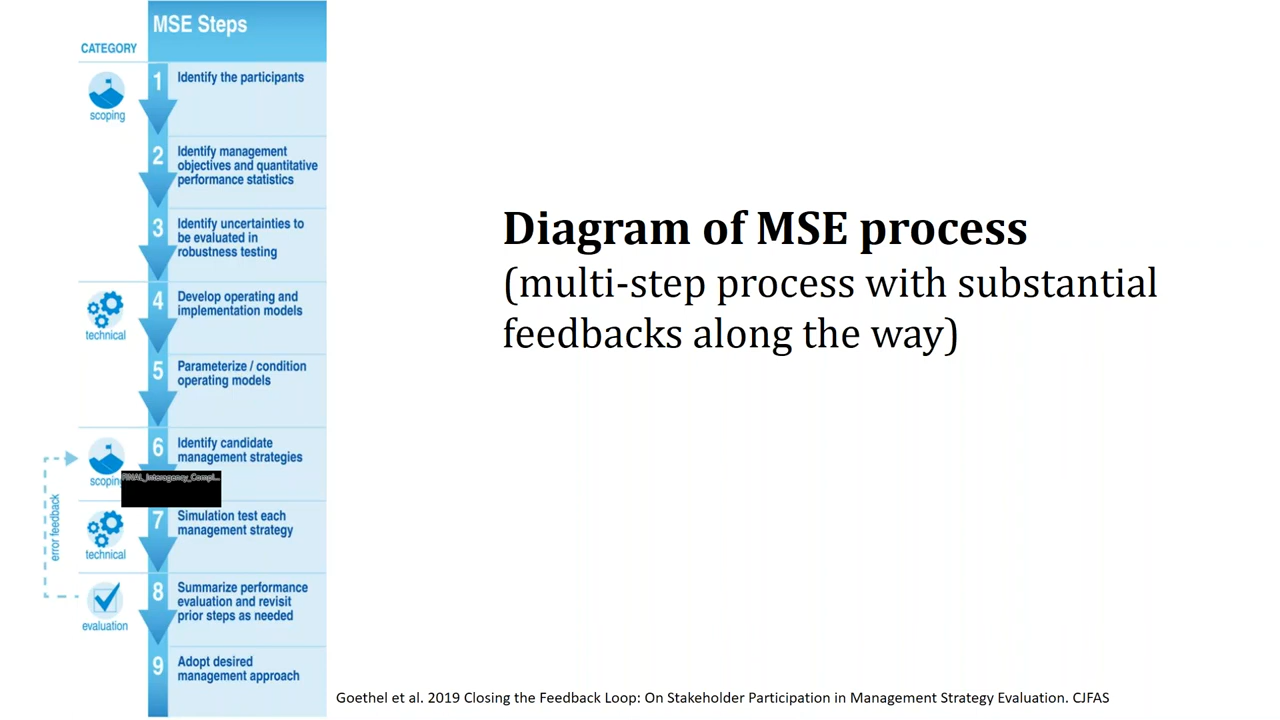 MSE Steps
CATEGORY
1
Identify the participants
scoping
2
Identify management
objectives and quantitative
performance statistics
3
Identify uncertainties to
be evaluated in
robustness testing
4
Develop operating and
implementation models
technical
5
Parameterize / condition
operating models
6
Identify candidate
management strategies
scoping
FINAL_Interagency_Compl...
7
Simulation test each
management strategy
technical
error feedback
8
Summarize performance
evaluation and revisit
prior steps as needed
evaluation
9
Adopt desired
management approach
Diagram of MSE process
(multi-step process with substantial
feedbacks along the way)
Goethel et al. 2019 Closing the Feedback Loop: On Stakeholder Participation in Management Strategy Evaluation. CJFAS